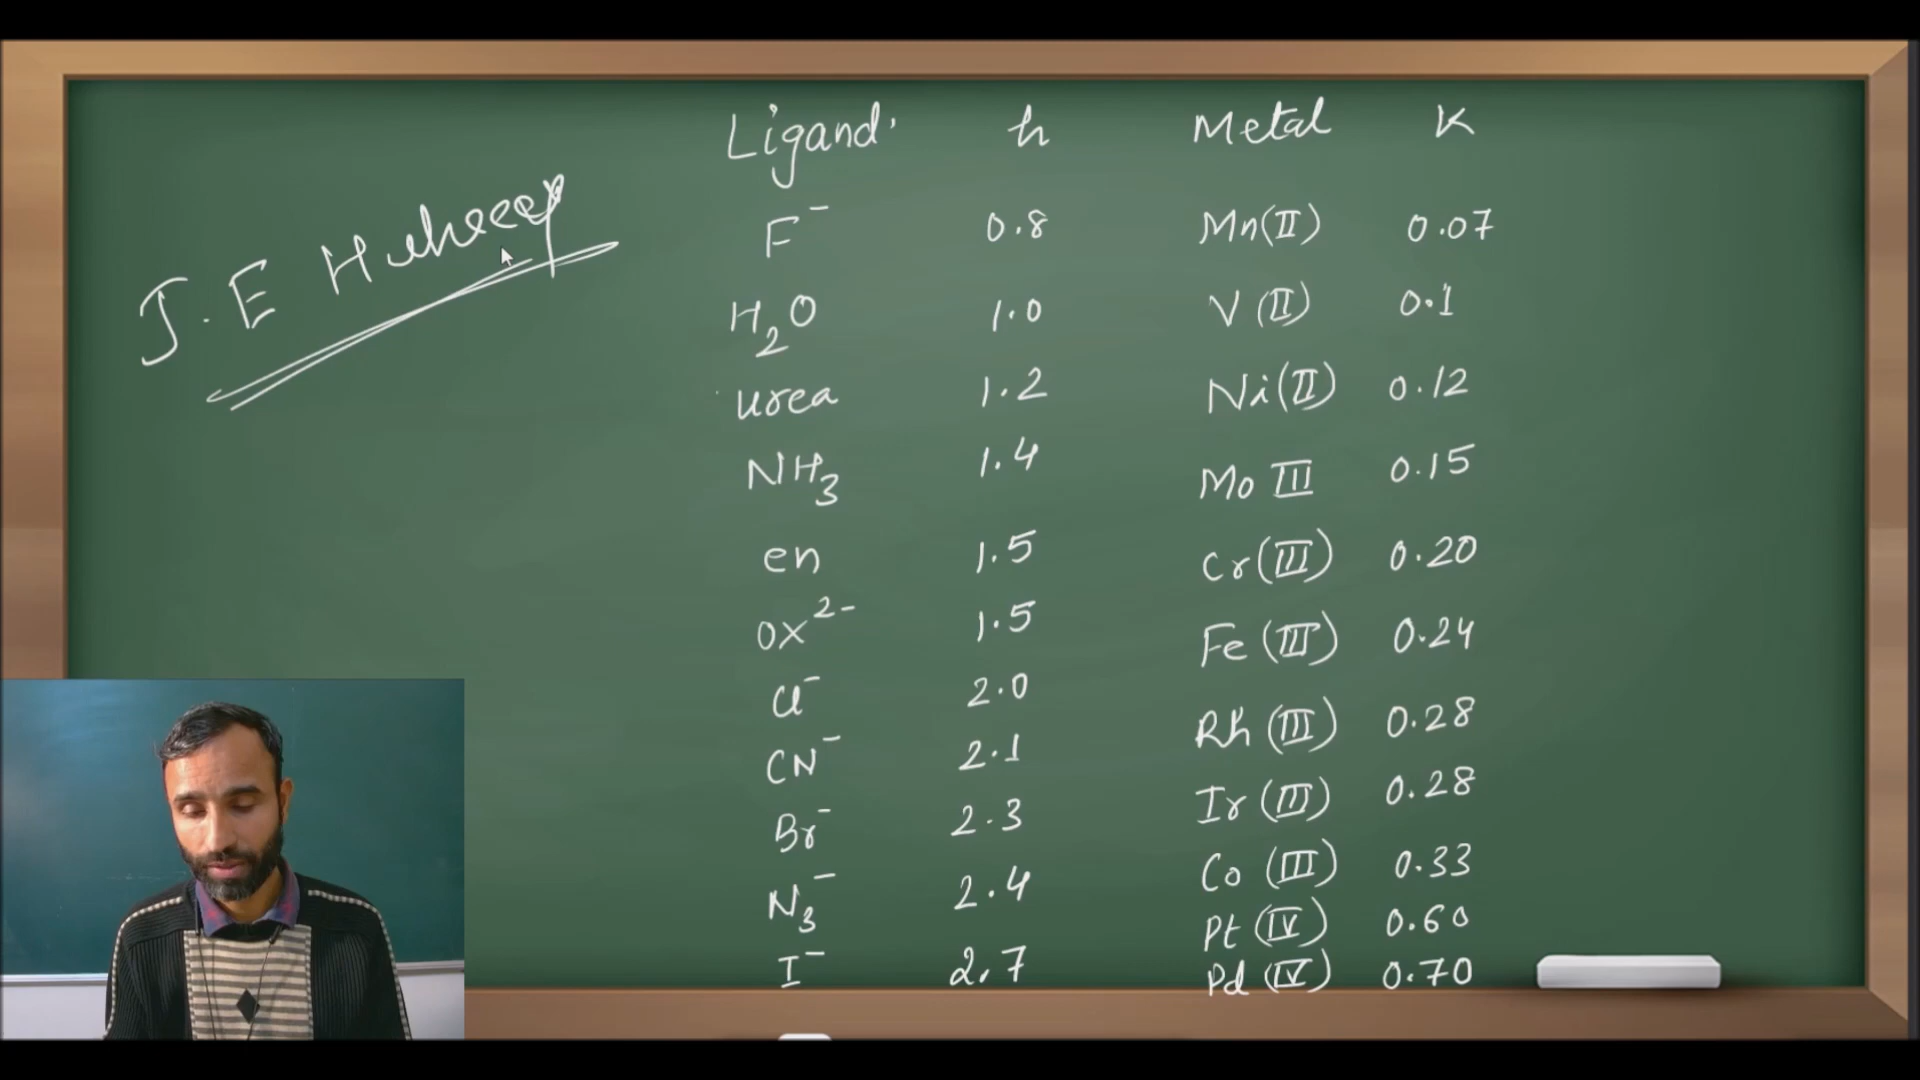 J.E Huheey
Ligand. h Metal K
F⁻ 0.8 Mn(II) 0.07
H₂O 1.0 V(II) 0.1
urea 1.2 Ni(II) 0.12
NH₃ 1.4 Mo III 0.15
en 1.5 Cr(III) 0.20
ox²⁻ 1.5 Fe(III) 0.24
Cl⁻ 2.0 Rh(III) 0.28
CN⁻ 2.1 Ir(III) 0.28
Br⁻ 2.3 Co(III) 0.33
N₃⁻ 2.4 Pt(IV) 0.60
I⁻ 2.7 Pd(IV) 0.70